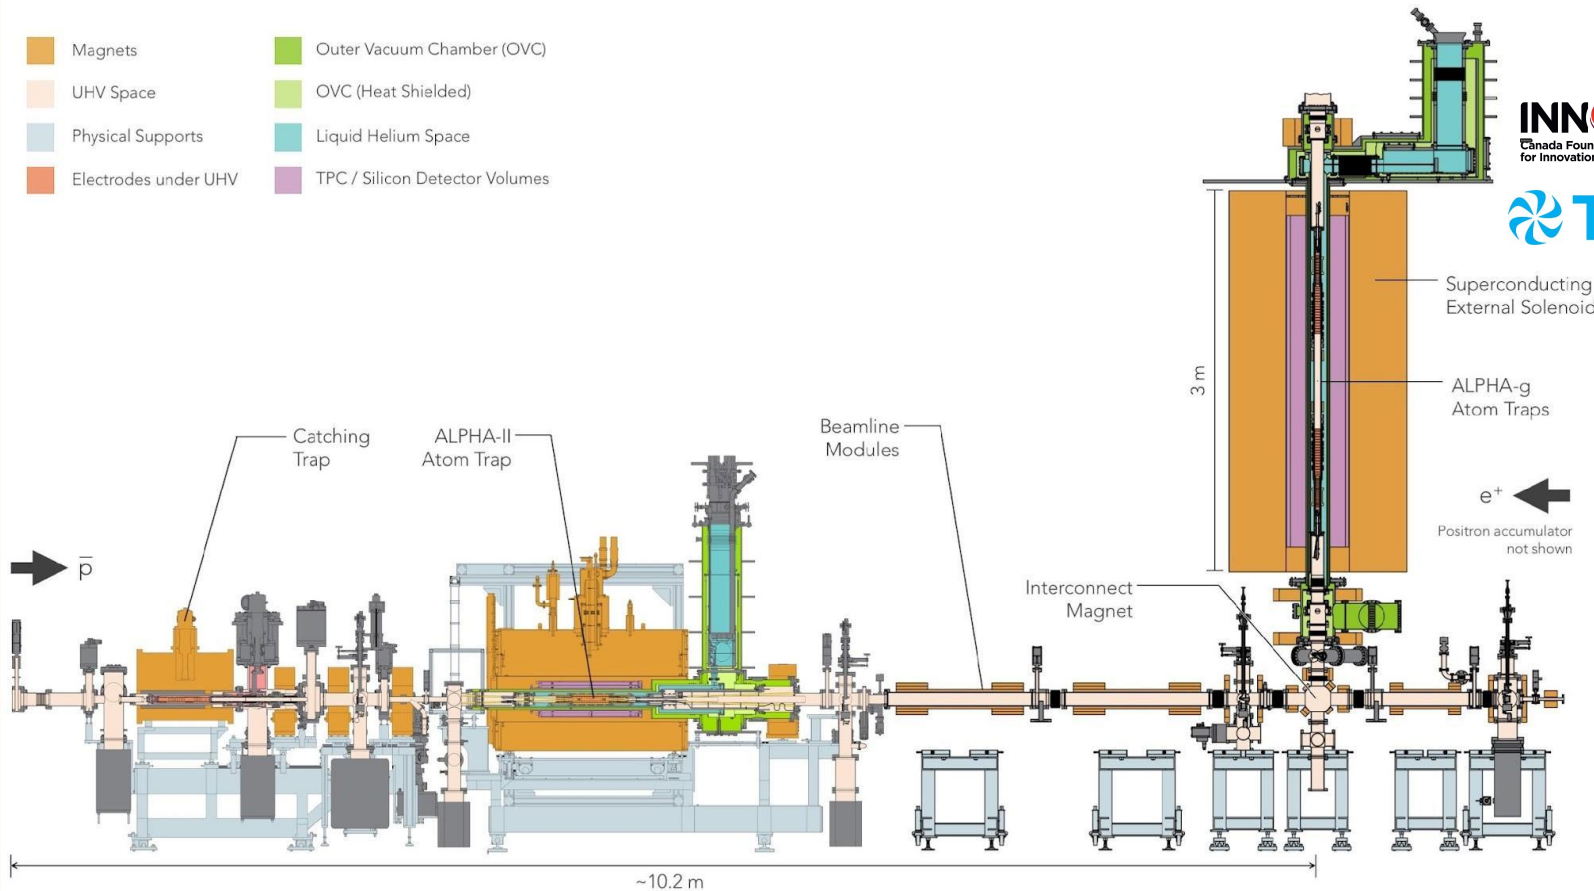 Magnets
UHV Space
Physical Supports
Electrodes under UHV
Outer Vacuum Chamber (OVC)
OVC (Heat Shielded)
Liquid Helium Space
TPC / Silicon Detector Volumes
Canada Foun
for Innovation
Superconducting
External Solenoid
3 m
ALPHA-g
Atom Traps
Catching
Trap
ALPHA-II
Atom Trap
Beamline
Modules
e⁺
Positron accumulator
not shown
p̅
Interconnect
Magnet
~10.2 m